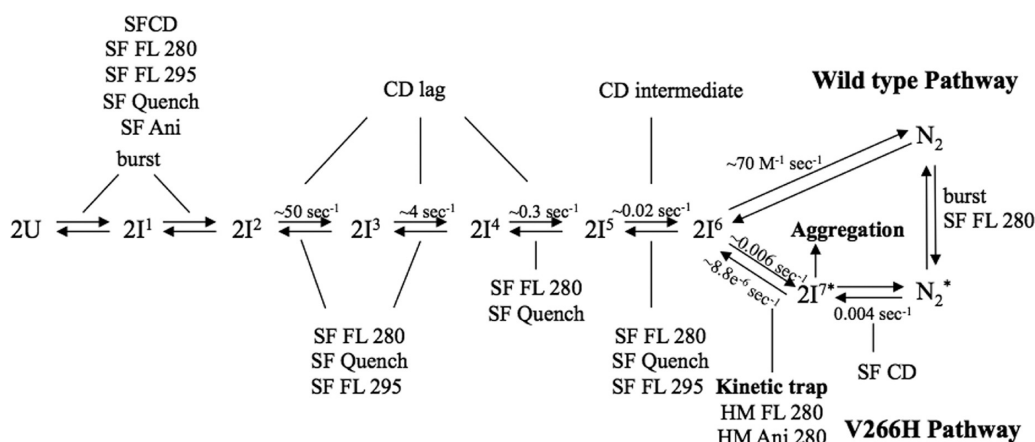 SFCD
SF FL 280
SF FL 295
SF Quench
SF Ani
burst
CD lag
CD intermediate
Wild type Pathway
N₂
~70 M⁻¹ sec⁻¹
burst
SF FL 280
2U
2I¹
2I²
~50 sec⁻¹
2I³
~4 sec⁻¹
2I⁴
~0.3 sec⁻¹
2I⁵
~0.02 sec⁻¹
2I⁶
Aggregation
~0.006 sec⁻¹
~8.8e⁻⁶ sec⁻¹
2I⁷*
N₂*
0.004 sec⁻¹
SF FL 280
SF Quench
SF FL 280
SF Quench
SF FL 295
SF FL 280
SF Quench
SF FL 295
SF CD
Kinetic trap
HM FL 280
HM Ani 280
V266H Pathway